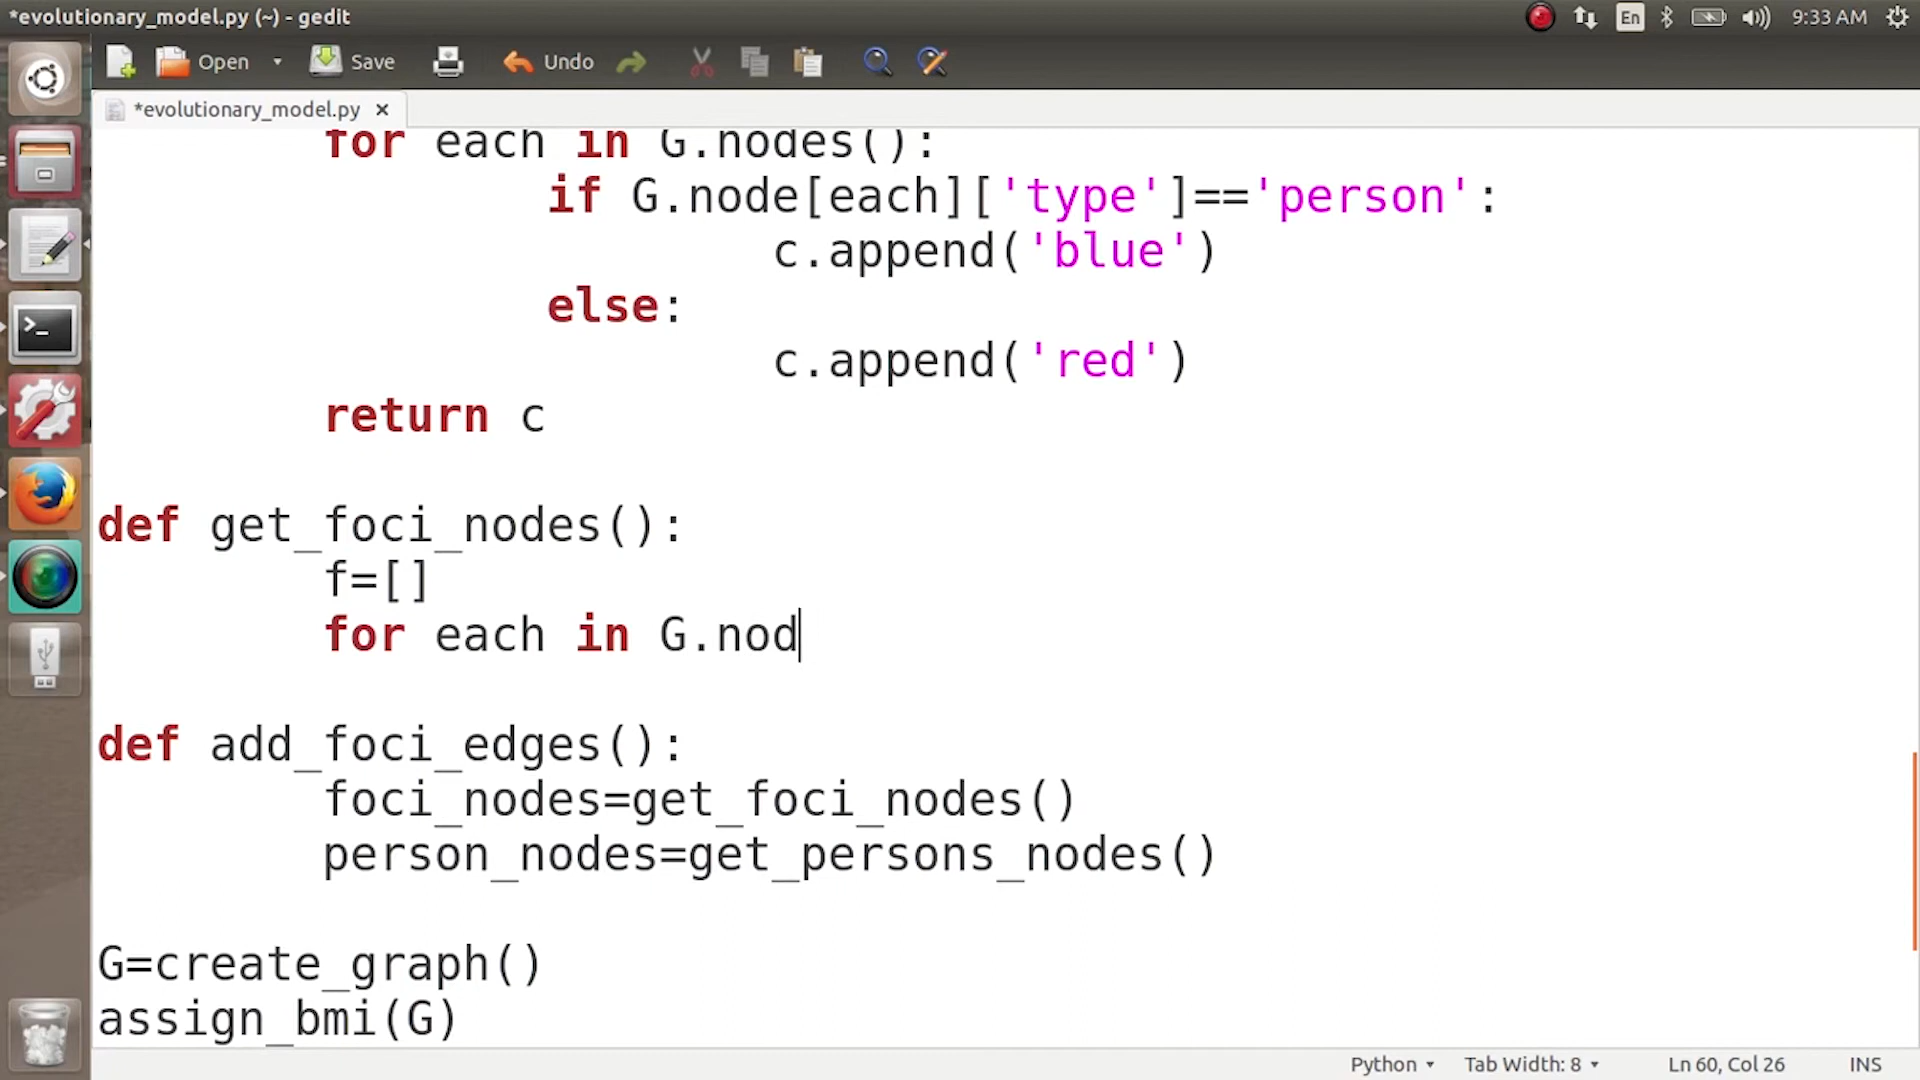 *evolutionary_model.py (~) - gedit
En
9:33 AM
Open
Save
Undo
*evolutionary_model.py
for each in G.nodes():
if G.node[each]['type']=='person':
c.append('blue')
else:
c.append('red')
return c
def get_foci_nodes():
f=[]
for each in G.nod
def add_foci_edges():
foci_nodes=get_foci_nodes()
person_nodes=get_persons_nodes()
G=create_graph()
assign_bmi(G)
Python
Tab Width: 8
Ln 60, Col 26
INS